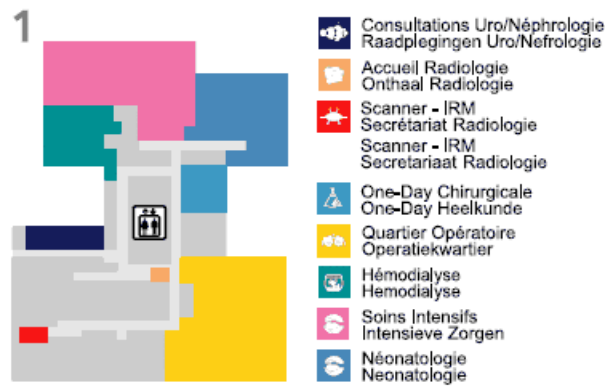 1
Consultations Uro/Néphrologie
Raadplegingen Uro/Nefrologie
Accueil Radiologie
Onthaal Radiologie
Scanner - IRM
Secrétariat Radiologie
Scanner - IRM
Secretariaat Radiologie
One-Day Chirurgicale
One-Day Heelkunde
Quartier Opératoire
Operatiekwartier
Hémodialyse
Hemodialyse
Soins Intensifs
Intensieve Zorgen
Néonatologie
Neonatologie